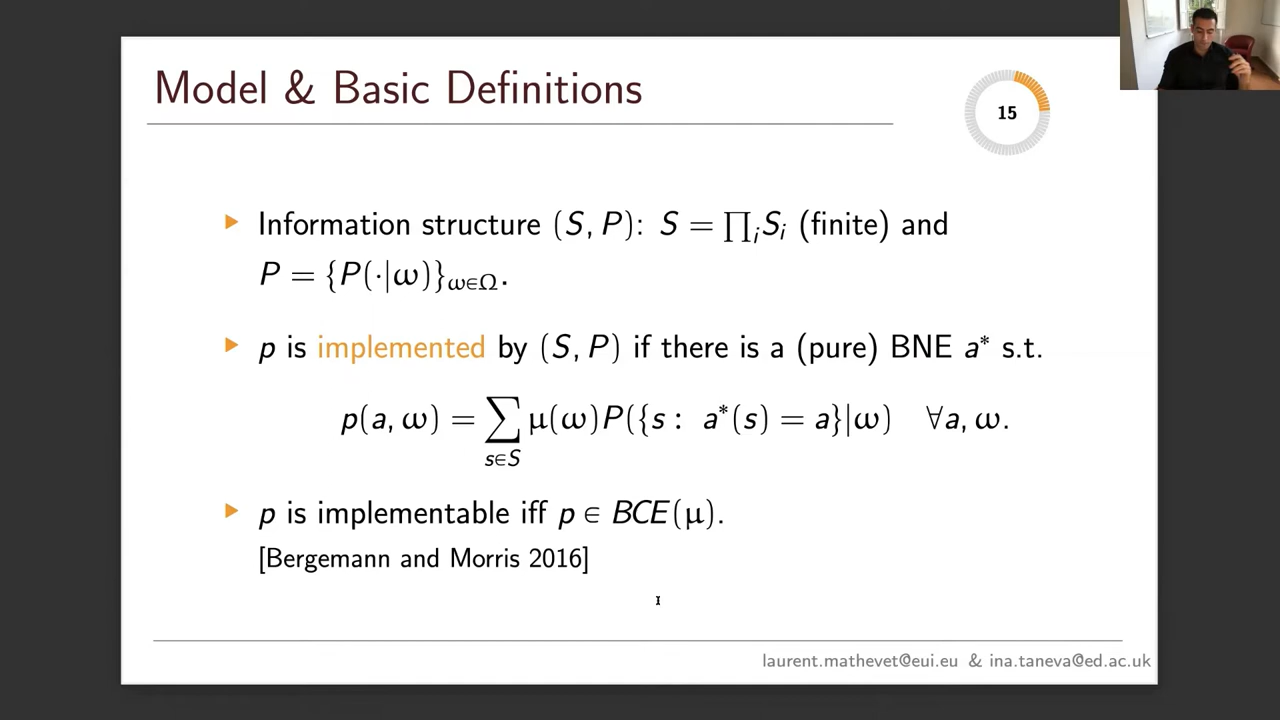 Model & Basic Definitions
15
▶ Information structure (S, P): S = ∏ᵢSᵢ (finite) and
P = {P(·|ω)}ω∈Ω.
▶ p is implemented by (S, P) if there is a (pure) BNE a* s.t.
p(a, ω) = ∑s∈S μ(ω)P({s : a*(s) = a}|ω) ∀a, ω.
▶ p is implementable iff p ∈ BCE(μ).
[Bergemann and Morris 2016]
laurent.mathevet@eui.eu & ina.taneva@ed.ac.uk